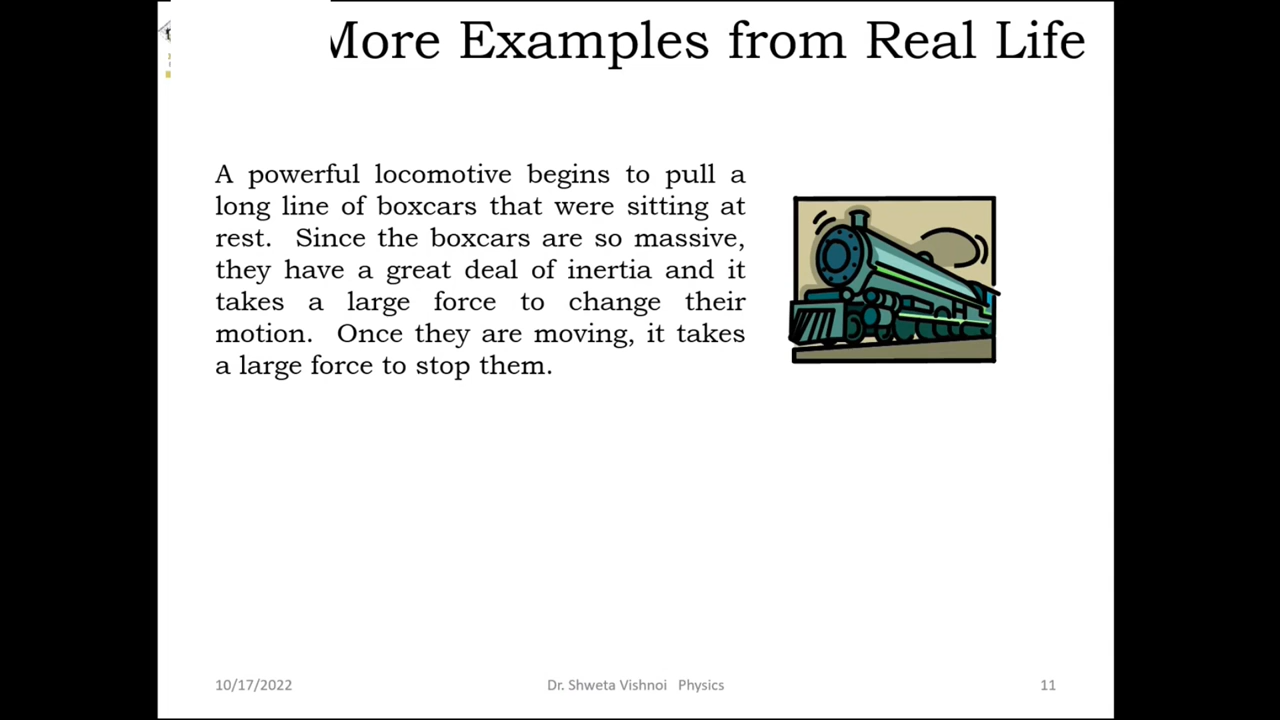 More Examples from Real Life
A powerful locomotive begins to pull a
long line of boxcars that were sitting at
rest. Since the boxcars are so massive,
they have a great deal of inertia and it
takes a large force to change their
motion. Once they are moving, it takes
a large force to stop them.
10/17/2022
Dr. Shweta Vishnoi Physics
11